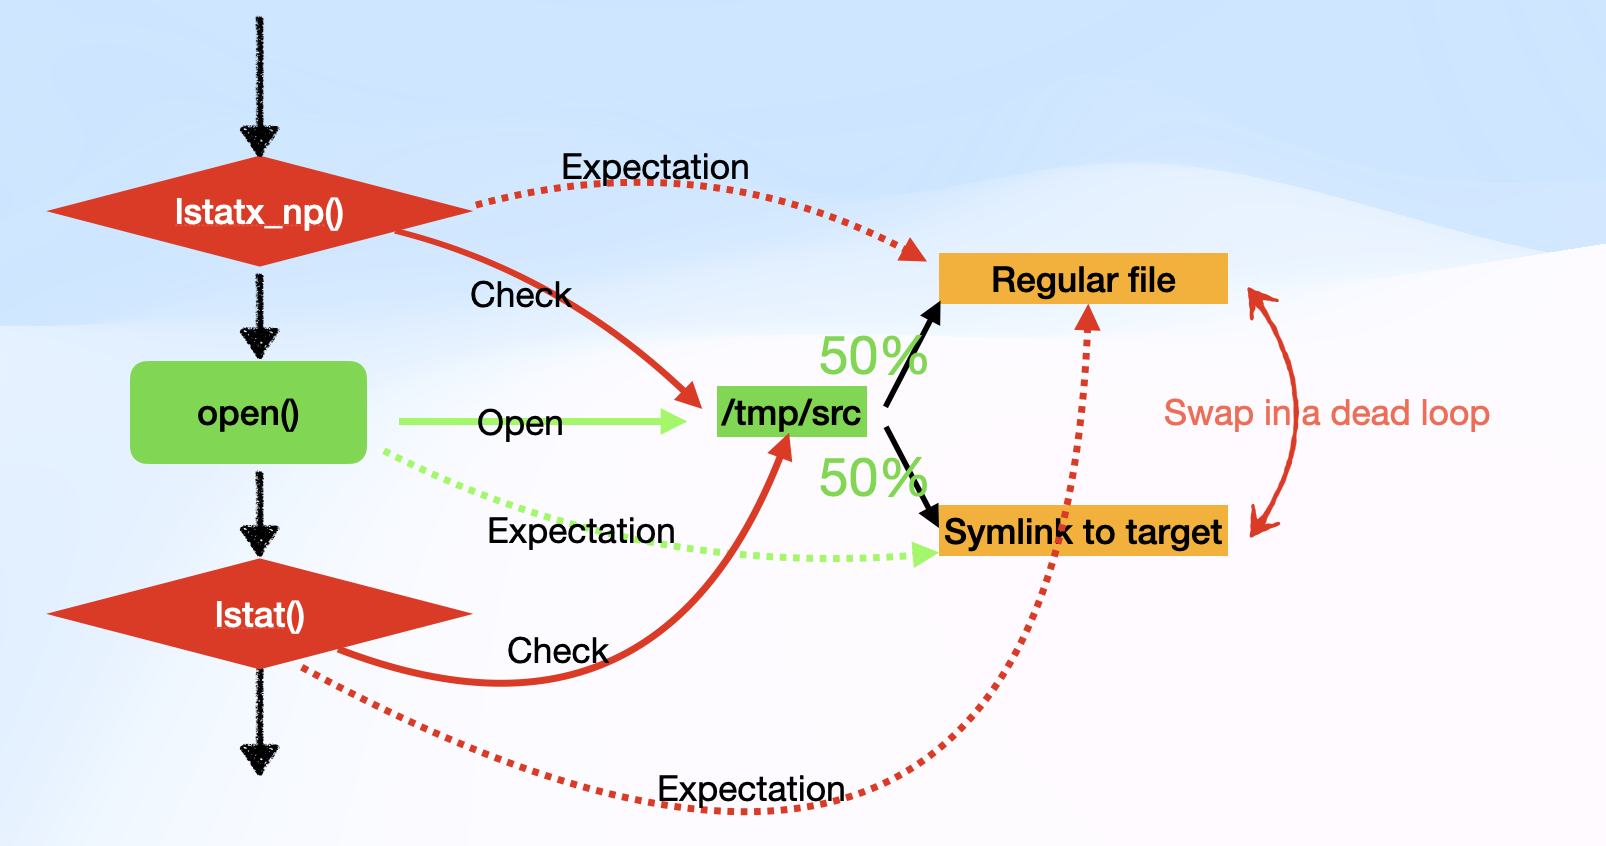 Expectation
lstatx_np()
Regular file
Check
50%
open()
Open
/tmp/src
Swap in a dead loop
50%
Expectation
Symlink to target
lstat()
Check
Expectation